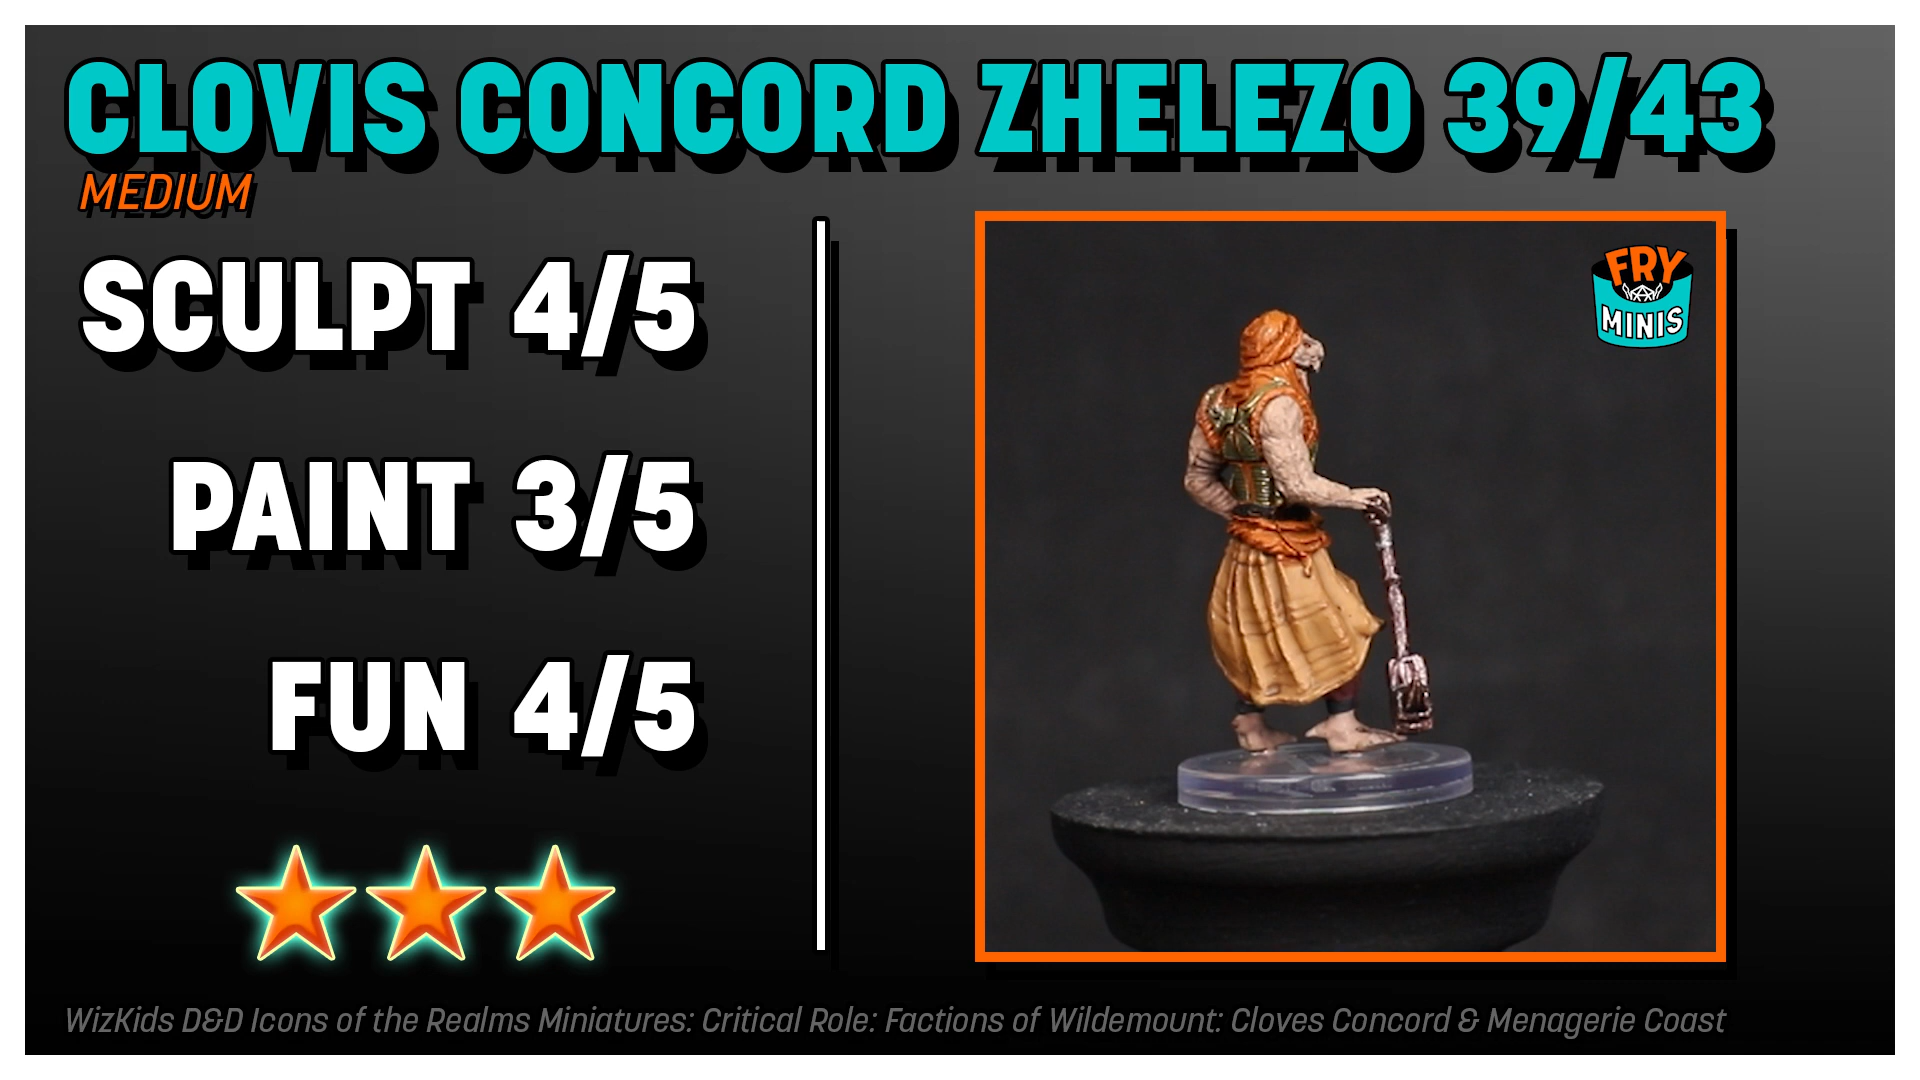 CLOVIS CONCORD ZHELEZO 39/43
MEDIUM
SCULPT 4/5
PAINT 3/5
FUN 4/5
FRY
MINIS
WizKids D&D Icons of the Realms Miniatures: Critical Role: Factions of Wildemount: Cloves Concord & Menagerie Coast